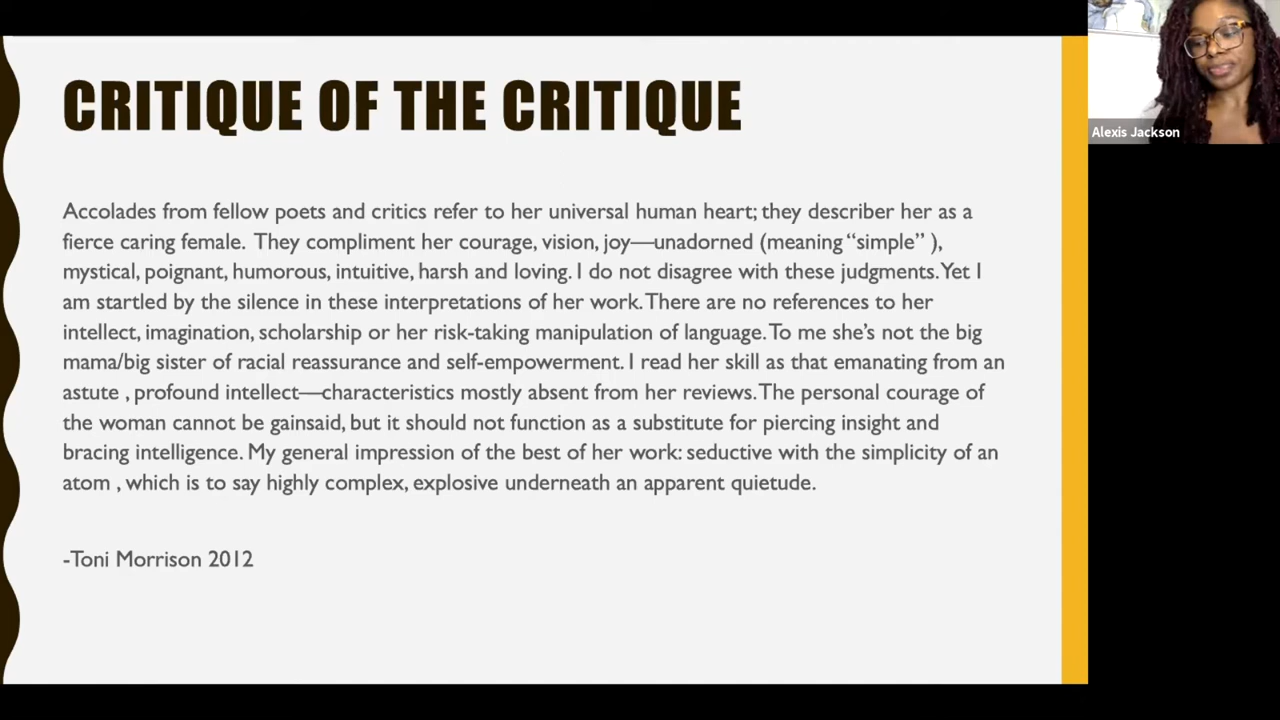 CRITIQUE OF THE CRITIQUE
Accolades from fellow poets and critics refer to her universal human heart; they describer her as a
fierce caring female. They compliment her courage, vision, joy—unadorned (meaning “simple” ),
mystical, poignant, humorous, intuitive, harsh and loving. I do not disagree with these judgments. Yet I
am startled by the silence in these interpretations of her work. There are no references to her
intellect, imagination, scholarship or her risk-taking manipulation of language. To me she’s not the big
mama/big sister of racial reassurance and self-empowerment. I read her skill as that emanating from an
astute , profound intellect—characteristics mostly absent from her reviews. The personal courage of
the woman cannot be gainsaid, but it should not function as a substitute for piercing insight and
bracing intelligence. My general impression of the best of her work: seductive with the simplicity of an
atom , which is to say highly complex, explosive underneath an apparent quietude.
-Toni Morrison 2012
Alexis Jackson